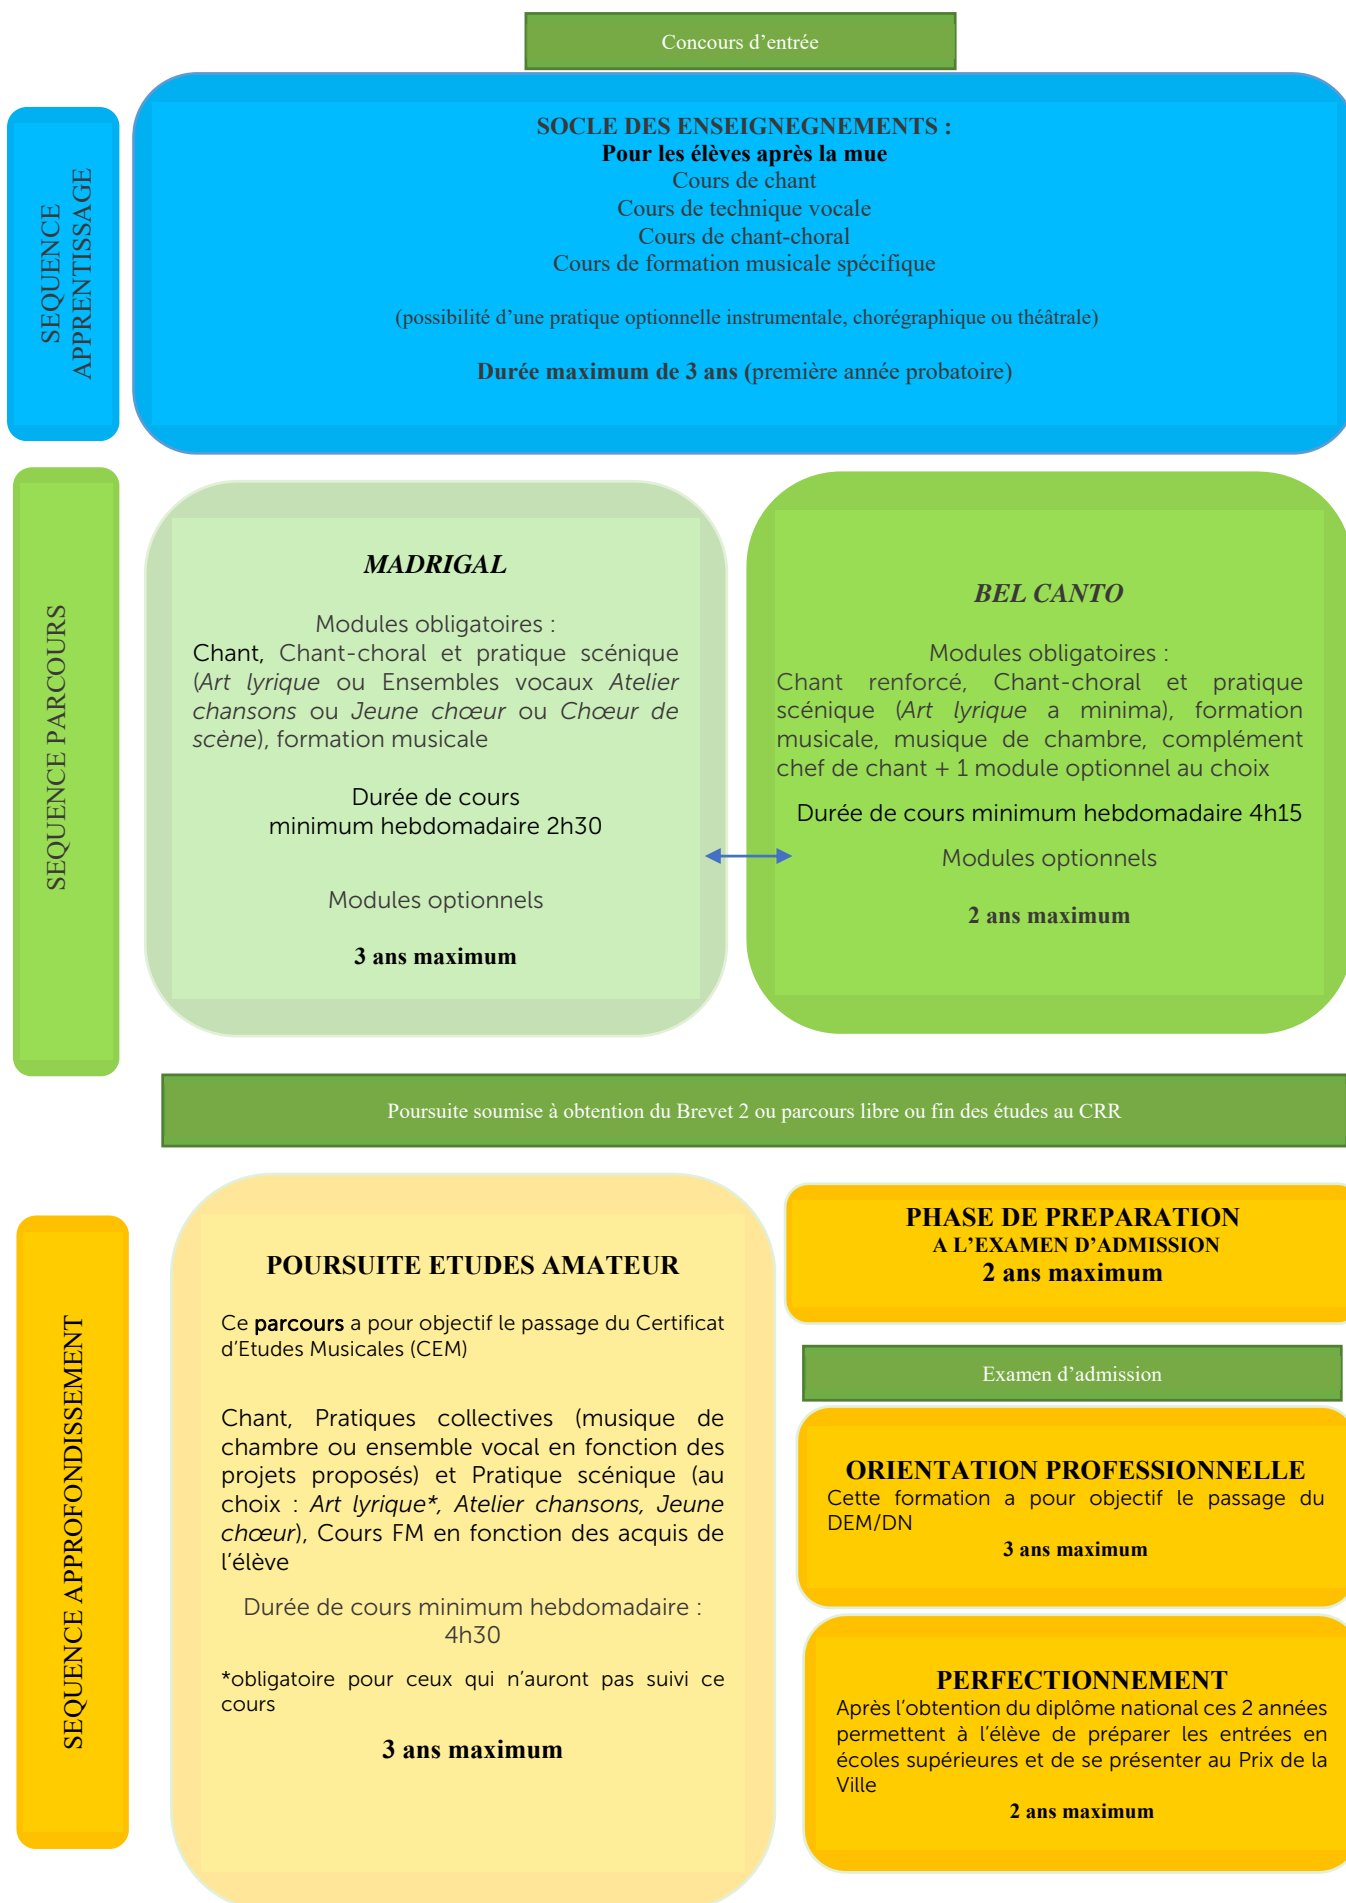 Concours d’entrée
SEQUENCE
APPRENTISSAGE
SOCLE DES ENSEIGNEGNEMENTS :
Pour les élèves après la mue
Cours de chant
Cours de technique vocale
Cours de chant-choral
Cours de formation musicale spécifique
(possibilité d’une pratique optionnelle instrumentale, chorégraphique ou théâtrale)
Durée maximum de 3 ans (première année probatoire)
SEQUENCE PARCOURS
MADRIGAL
Modules obligatoires :
Chant, Chant-choral et pratique scénique
(Art lyrique ou Ensembles vocaux Atelier
chansons ou Jeune chœur ou Chœur de
scène), formation musicale
Durée de cours
minimum hebdomadaire 2h30
Modules optionnels
3 ans maximum
BEL CANTO
Modules obligatoires :
Chant renforcé, Chant-choral et pratique
scénique (Art lyrique a minima), formation
musicale, musique de chambre, complément
chef de chant + 1 module optionnel au choix
Durée de cours minimum hebdomadaire 4h15
Modules optionnels
2 ans maximum
Poursuite soumise à obtention du Brevet 2 ou parcours libre ou fin des études au CRR
SEQUENCE APPROFONDISSEMENT
POURSUITE ETUDES AMATEUR
Ce parcours a pour objectif le passage du Certificat
d’Etudes Musicales (CEM)
Chant, Pratiques collectives (musique de
chambre ou ensemble vocal en fonction des
projets proposés) et Pratique scénique (au
choix : Art lyrique*, Atelier chansons, Jeune
chœur), Cours FM en fonction des acquis de
l’élève
Durée de cours minimum hebdomadaire :
4h30
*obligatoire pour ceux qui n’auront pas suivi ce
cours
3 ans maximum
PHASE DE PREPARATION
A L’EXAMEN D’ADMISSION
2 ans maximum
Examen d’admission
ORIENTATION PROFESSIONNELLE
Cette formation a pour objectif le passage du
DEM/DN
3 ans maximum
PERFECTIONNEMENT
Après l’obtention du diplôme national ces 2 années
permettent à l’élève de préparer les entrées en
écoles supérieures et de se présenter au Prix de la
Ville
2 ans maximum